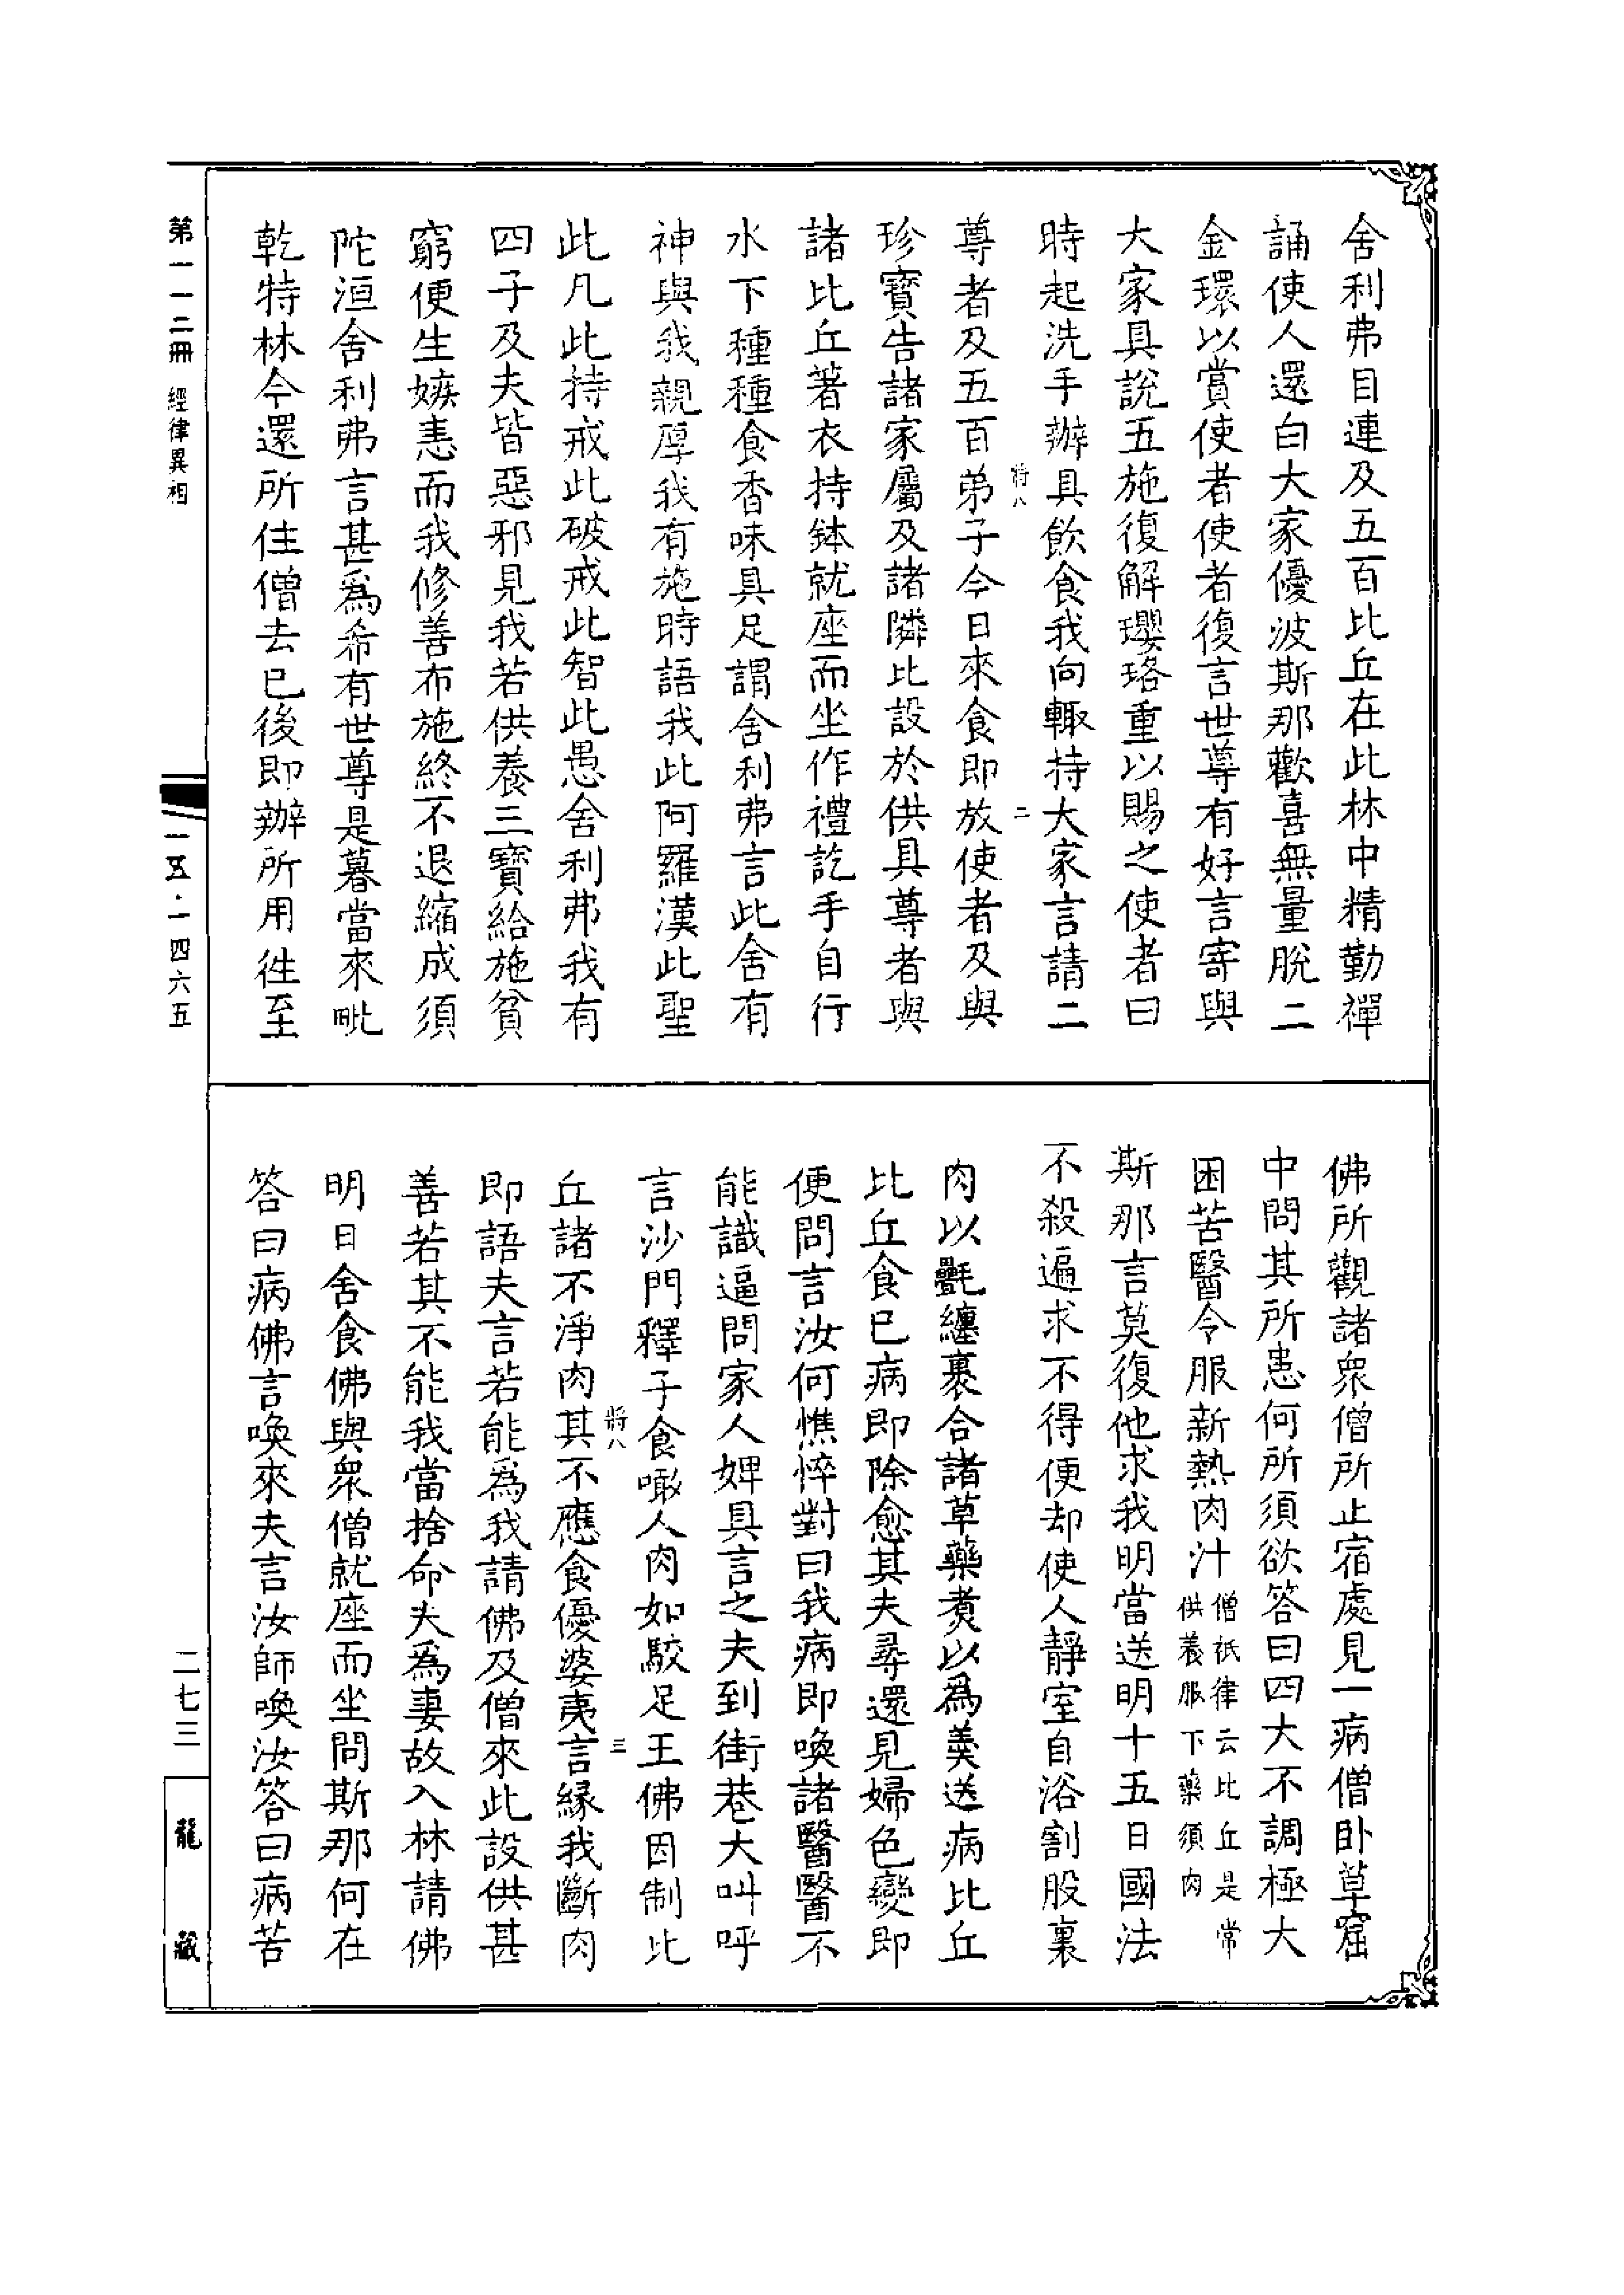 舍利弗目連及五百比丘在此林中精勤禪
誦使人還白大家優波斯那歡喜無量脫二
金環以賞使者使者復言世尊有好言寄與
大家具說五施復解瓔珞重以賜之使者曰
時起洗手辦具飲食我向輙持大家言請二
將八
二
尊者及五百弟子今日來食即放使者及與
珍寶告諸家屬及諸隣比設於供具尊者與
諸比丘著衣持鉢就座而坐作禮訖手自行
水下種種食香味具足謂舍利弗言此舍有
神與我親厚我有施時語我此阿羅漢此聖
此凡此持戒此破戒此智此愚舍利弗我有
四子及夫皆惡邪見我若供養三寶給施貧
窮便生嫉恚而我修善布施終不退縮成須
陀洹舍利弗言甚爲希有世尊是暮當來毗
乾特林今還所住僧去已後即辦所用徃至
佛所觀諸衆僧所止宿處見一病僧卧草窟
中問其所患何所須欲答曰四大不調極大
困苦醫令服新熱肉汁僧祇律云比丘是常供養服下藥須肉
斯那言莫復他求我明當送明十五日國法
不殺遍求不得便却使人靜室自浴割股裏
肉以㲲纏裹合諸草藥煑以爲羹送病比丘
比丘食已病即除愈其夫尋還見婦色變即
便問言汝何憔悴對曰我病即喚諸醫醫不
能識逼問家人婢具言之夫到街巷大叫呼
言沙門釋子食噉人肉如駮足王佛因制比
將八
三
丘諸不淨肉其不應食優婆夷言緣我斷肉
即語夫言若能爲我請佛及僧來此設供甚
善若其不能我當捨命夫為妻故入林請佛
明日舍食佛與衆僧就座而坐問斯那何在
答曰病佛言喚來夫言汝師喚汝答曰病苦
第一一二冊 經律異相
一五·一四六五
二七三
龍藏